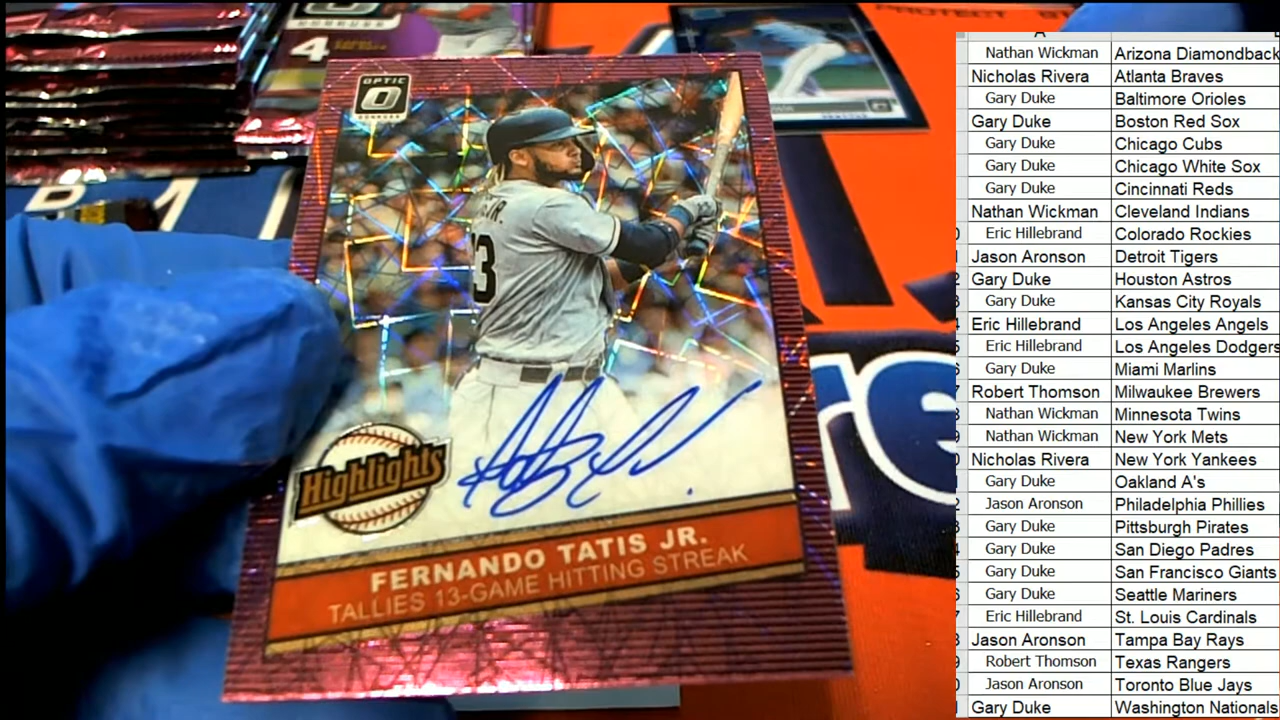 PROTECT
4
OPTIC
DONRUSS
JR.
Highlights
FERNANDO TATIS JR.
TALLIES 13-GAME HITTING STREAK
re
A
Nathan Wickman Arizona Diamondback
Nicholas Rivera Atlanta Braves
Gary Duke Baltimore Orioles
Gary Duke Boston Red Sox
Gary Duke Chicago Cubs
Gary Duke Chicago White Sox
Gary Duke Cincinnati Reds
Nathan Wickman Cleveland Indians
Eric Hillebrand Colorado Rockies
Jason Aronson Detroit Tigers
Gary Duke Houston Astros
Gary Duke Kansas City Royals
Eric Hillebrand Los Angeles Angels
Eric Hillebrand Los Angeles Dodgers
Gary Duke Miami Marlins
Robert Thomson Milwaukee Brewers
Nathan Wickman Minnesota Twins
Nathan Wickman New York Mets
Nicholas Rivera New York Yankees
Gary Duke Oakland A's
Jason Aronson Philadelphia Phillies
Gary Duke Pittsburgh Pirates
Gary Duke San Diego Padres
Gary Duke San Francisco Giants
Gary Duke Seattle Mariners
Eric Hillebrand St. Louis Cardinals
Jason Aronson Tampa Bay Rays
Robert Thomson Texas Rangers
Jason Aronson Toronto Blue Jays
Gary Duke Washington Nationals